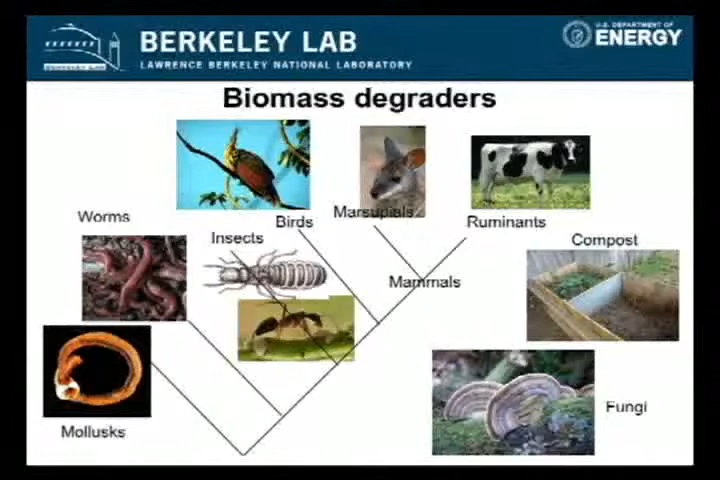 BERKELEY LAB
LAWRENCE BERKELEY NATIONAL LABORATORY
U.S. DEPARTMENT OF
ENERGY
Biomass degraders
Worms
Insects
Birds
Marsupials
Ruminants
Compost
Mammals
Fungi
Mollusks